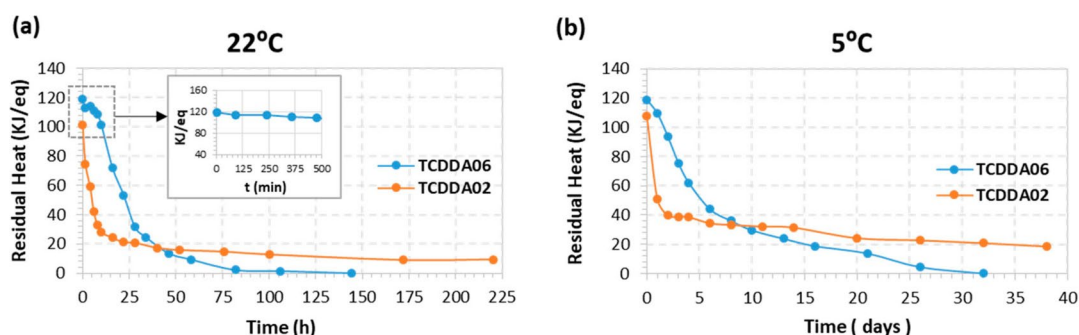 (a)
22°C
Residual Heat (KJ/eq)
140
120
100
80
60
40
20
0
0 25 50 75 100 125 150 175 200 225
Time (h)
KJ/eq
120
80
40
0 125 250 375 500
t (min)
TCDDA06
TCDDA02
(b)
5°C
Residual Heat (KJ/eq)
140
120
100
80
60
40
20
0
0 5 10 15 20 25 30 35 40
Time ( days)
TCDDA06
TCDDA02